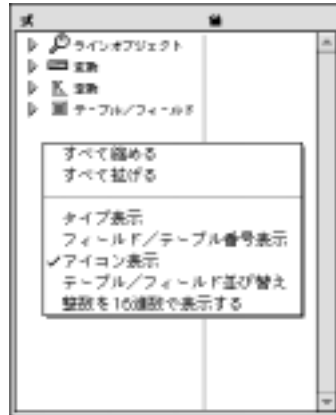 式 値
ラインオブジェクト
変数
定数
テーブル/フィールド
すべて縮める
すべて拡げる
タイプ表示
フィールド/テーブル番号表示
✓アイコン表示
テーブル/フィールド並び替え
整数を16進数で表示する